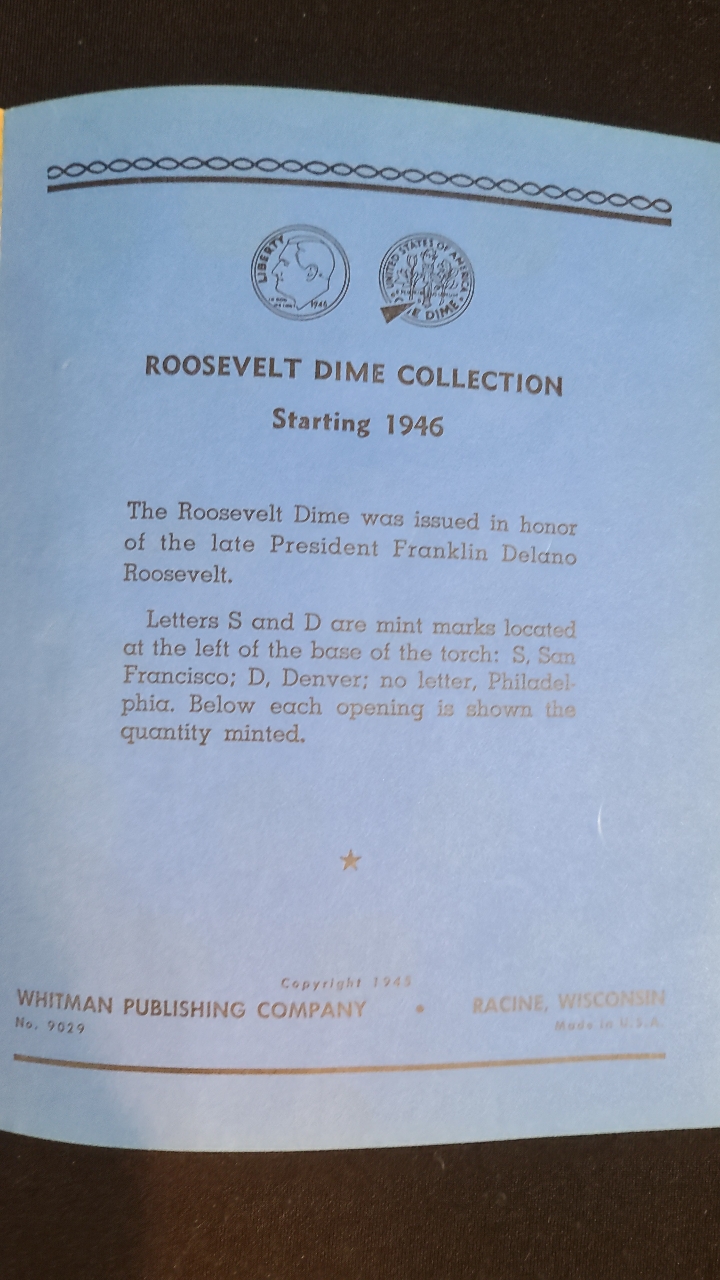 LIBERTY
1946
UNITED STATES OF AMERICA
DIME
ROOSEVELT DIME COLLECTION
Starting 1946
The Roosevelt Dime was issued in honor
of the late President Franklin Delano
Roosevelt.
Letters S and D are mint marks located
at the left of the base of the torch: S, San
Francisco; D, Denver; no letter, Philadel-
phia. Below each opening is shown the
quantity minted.
Copyright 1945
WHITMAN PUBLISHING COMPANY • RACINE, WISCONSIN
No. 9029 Made in U.S.A.